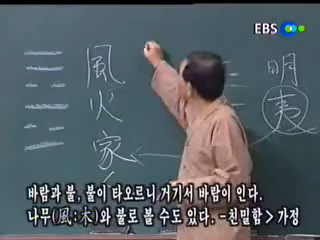 EBS
風火家
明
夷
바람과 불, 불이 타오르니 거기서 바람이 인다.
나무(風:木)와 불로 볼 수도 있다. -친밀함 > 가정